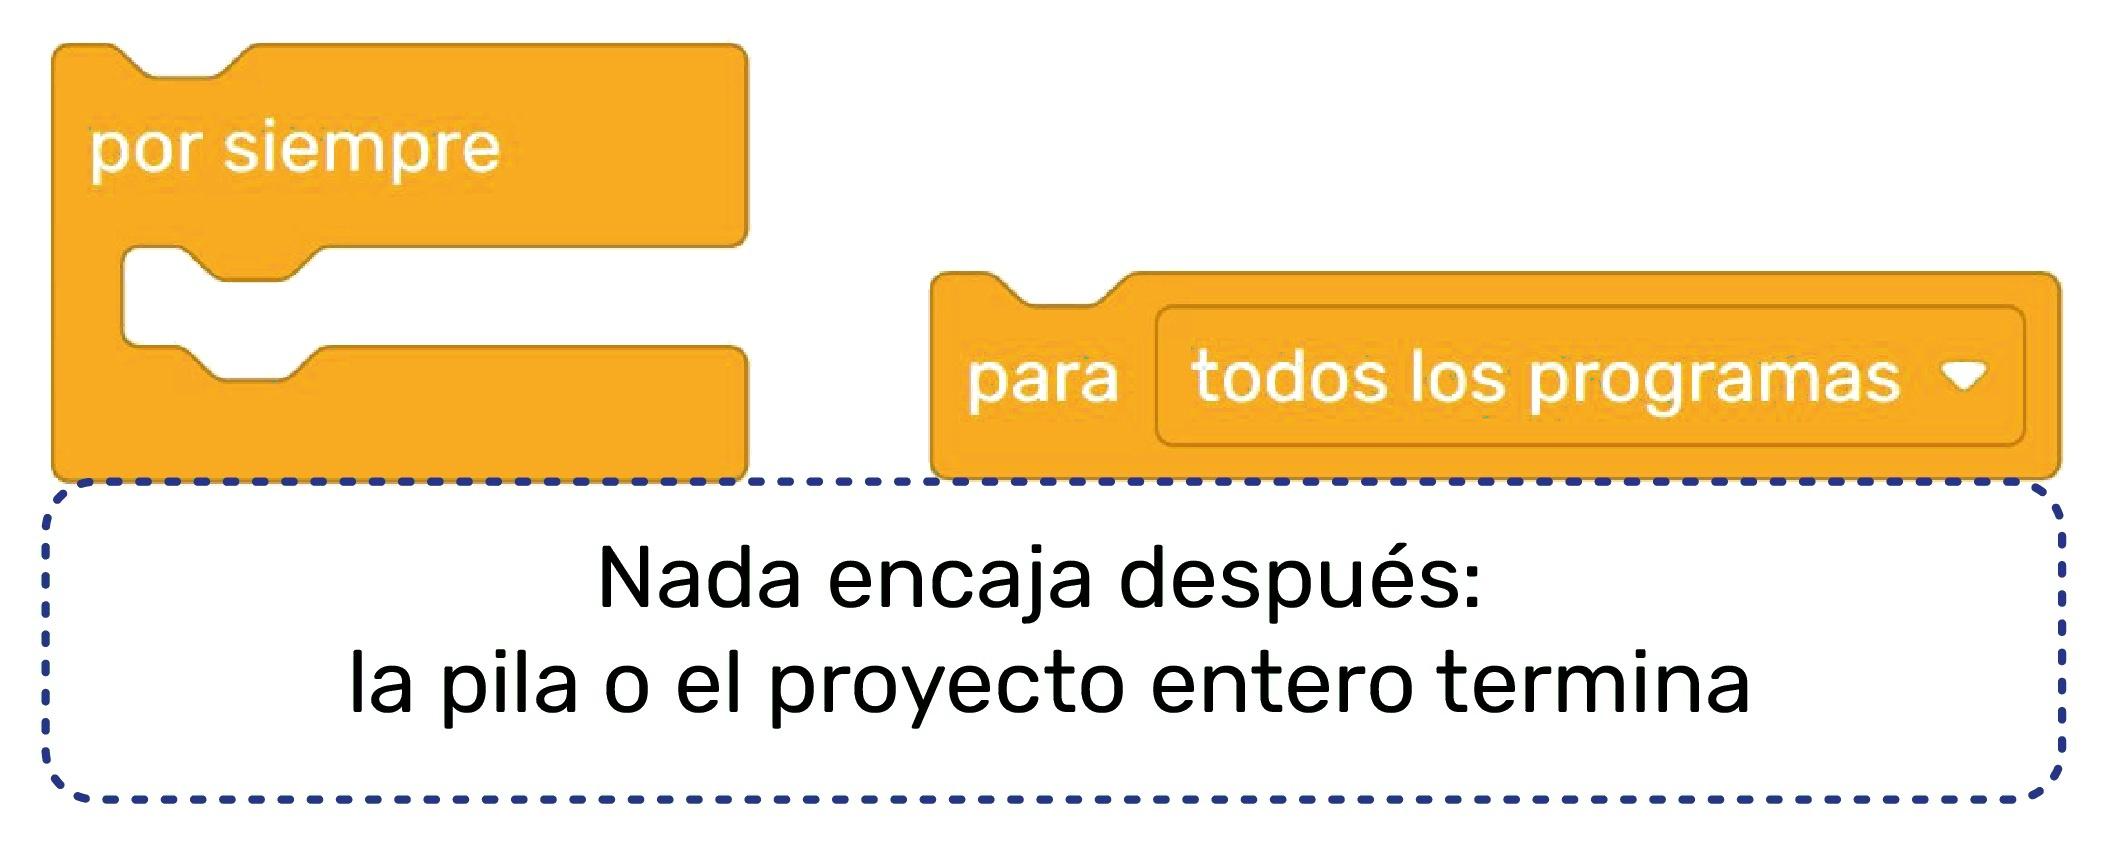 por siempre
para todos los programas
Nada encaja después:
la pila o el proyecto entero termina